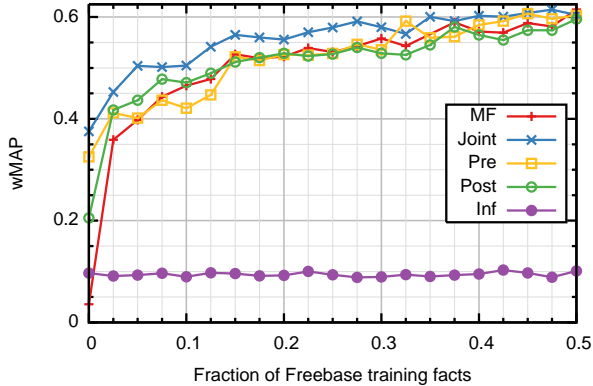 0.6
0.4
0.2
0
wMAP
MF
Joint
Pre
Post
Inf
0 0.1 0.2 0.3 0.4 0.5
Fraction of Freebase training facts